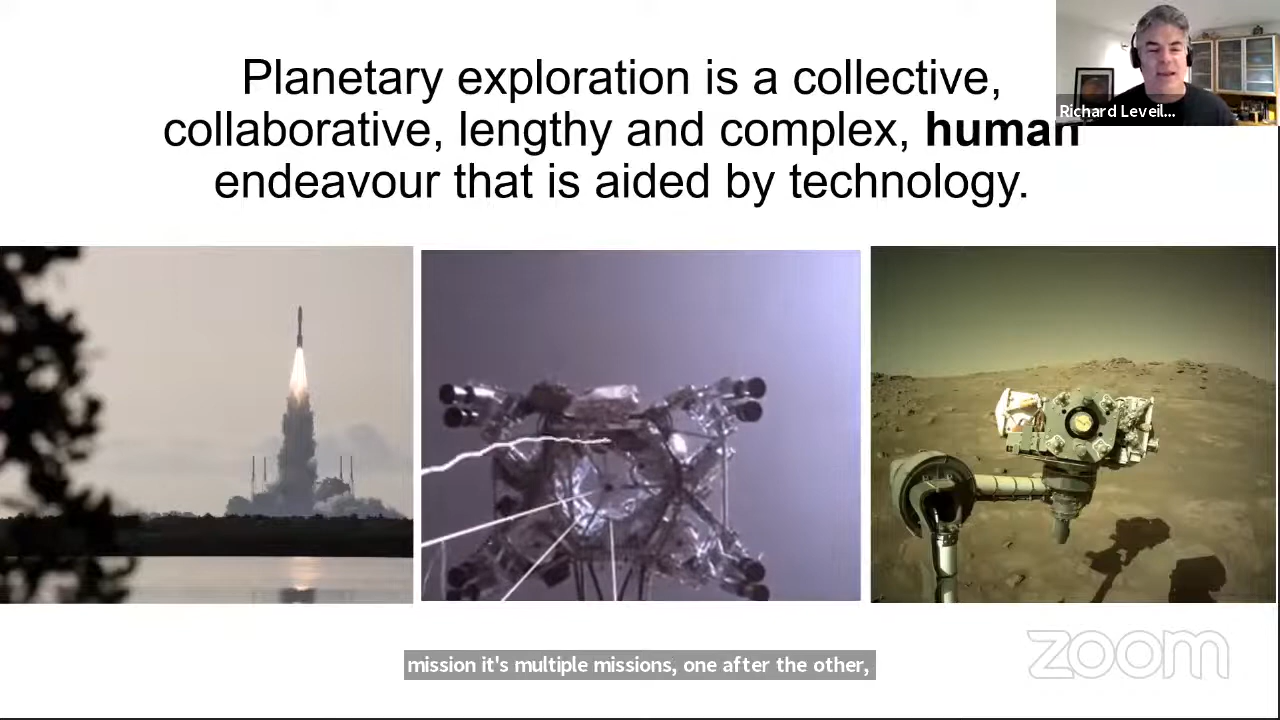 Planetary exploration is a collective,
collaborative, lengthy and complex, human
endeavour that is aided by technology.
Richard Leveil...
mission it's multiple missions, one after the other,
zoom